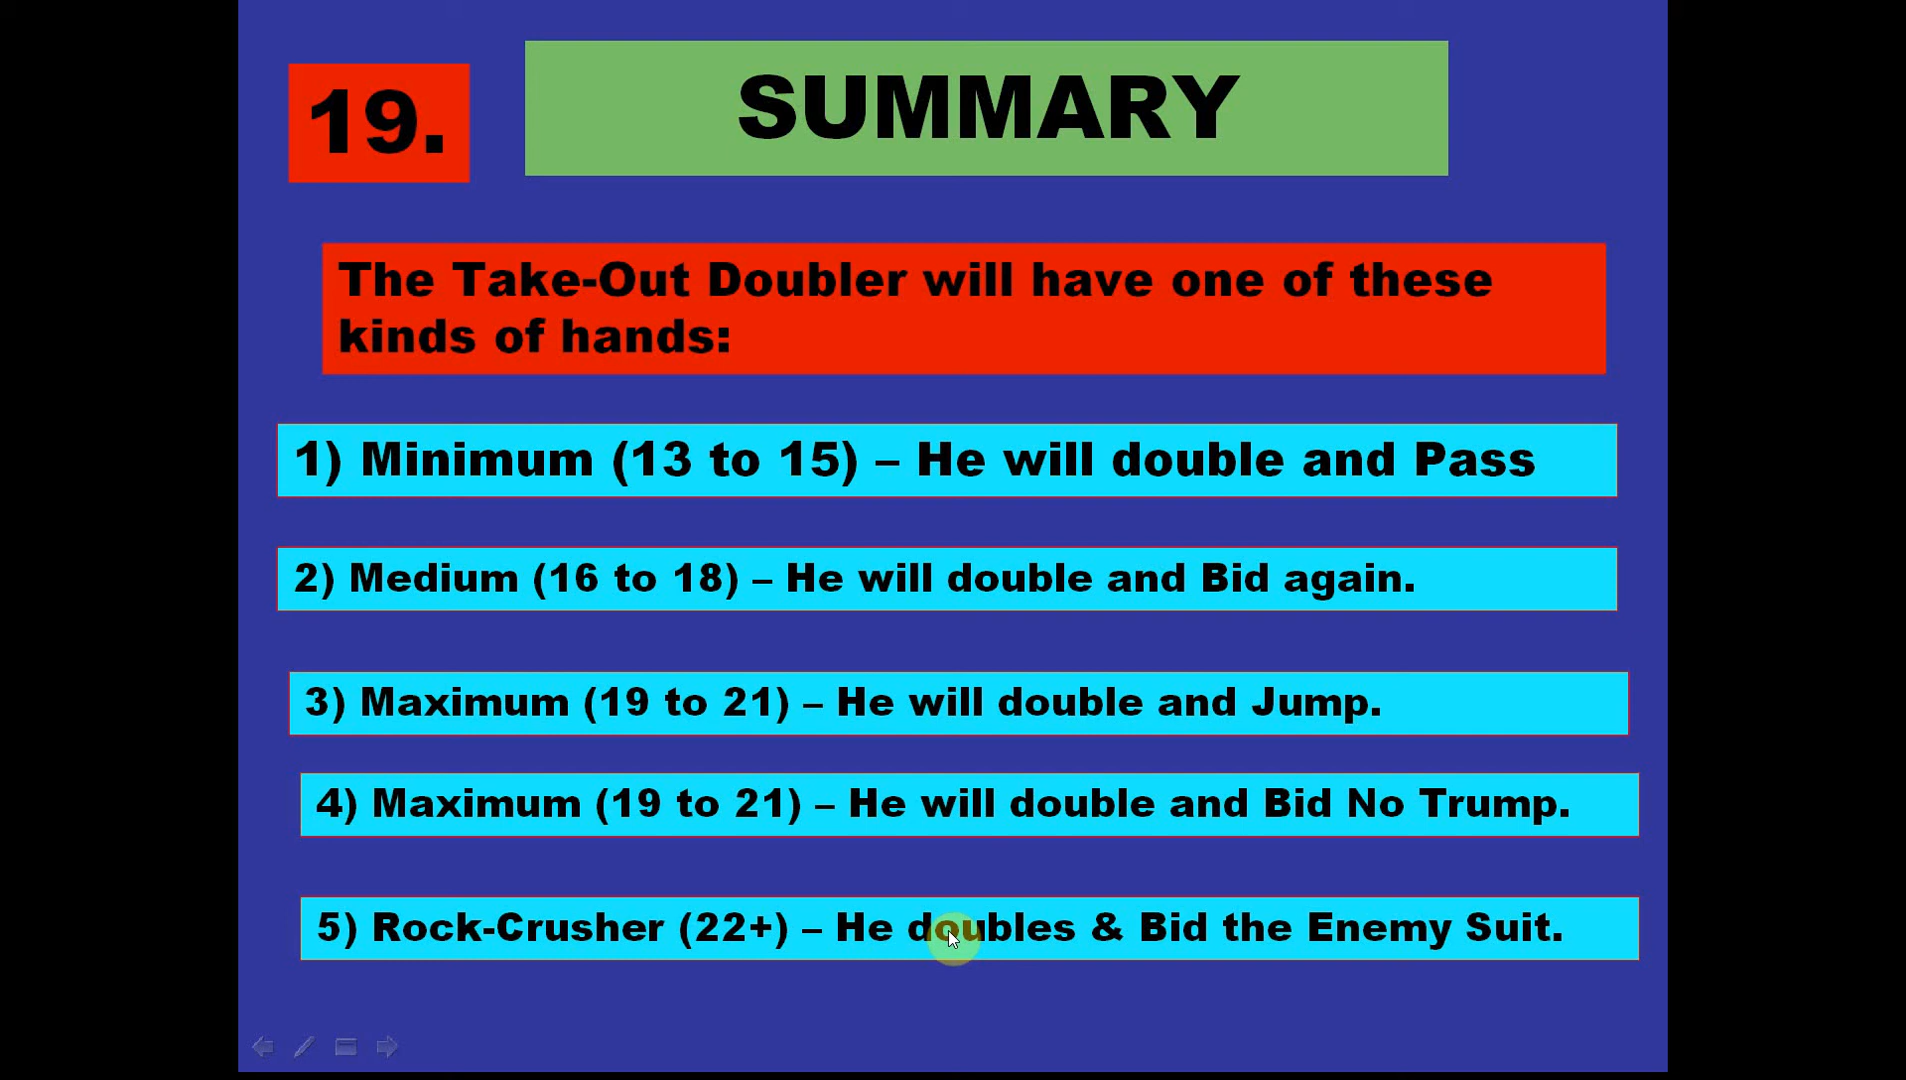 19.
SUMMARY
The Take-Out Doubler will have one of these
kinds of hands:
1) Minimum (13 to 15) – He will double and Pass
2) Medium (16 to 18) – He will double and Bid again.
3) Maximum (19 to 21) – He will double and Jump.
4) Maximum (19 to 21) – He will double and Bid No Trump.
5) Rock-Crusher (22+) – He doubles & Bid the Enemy Suit.